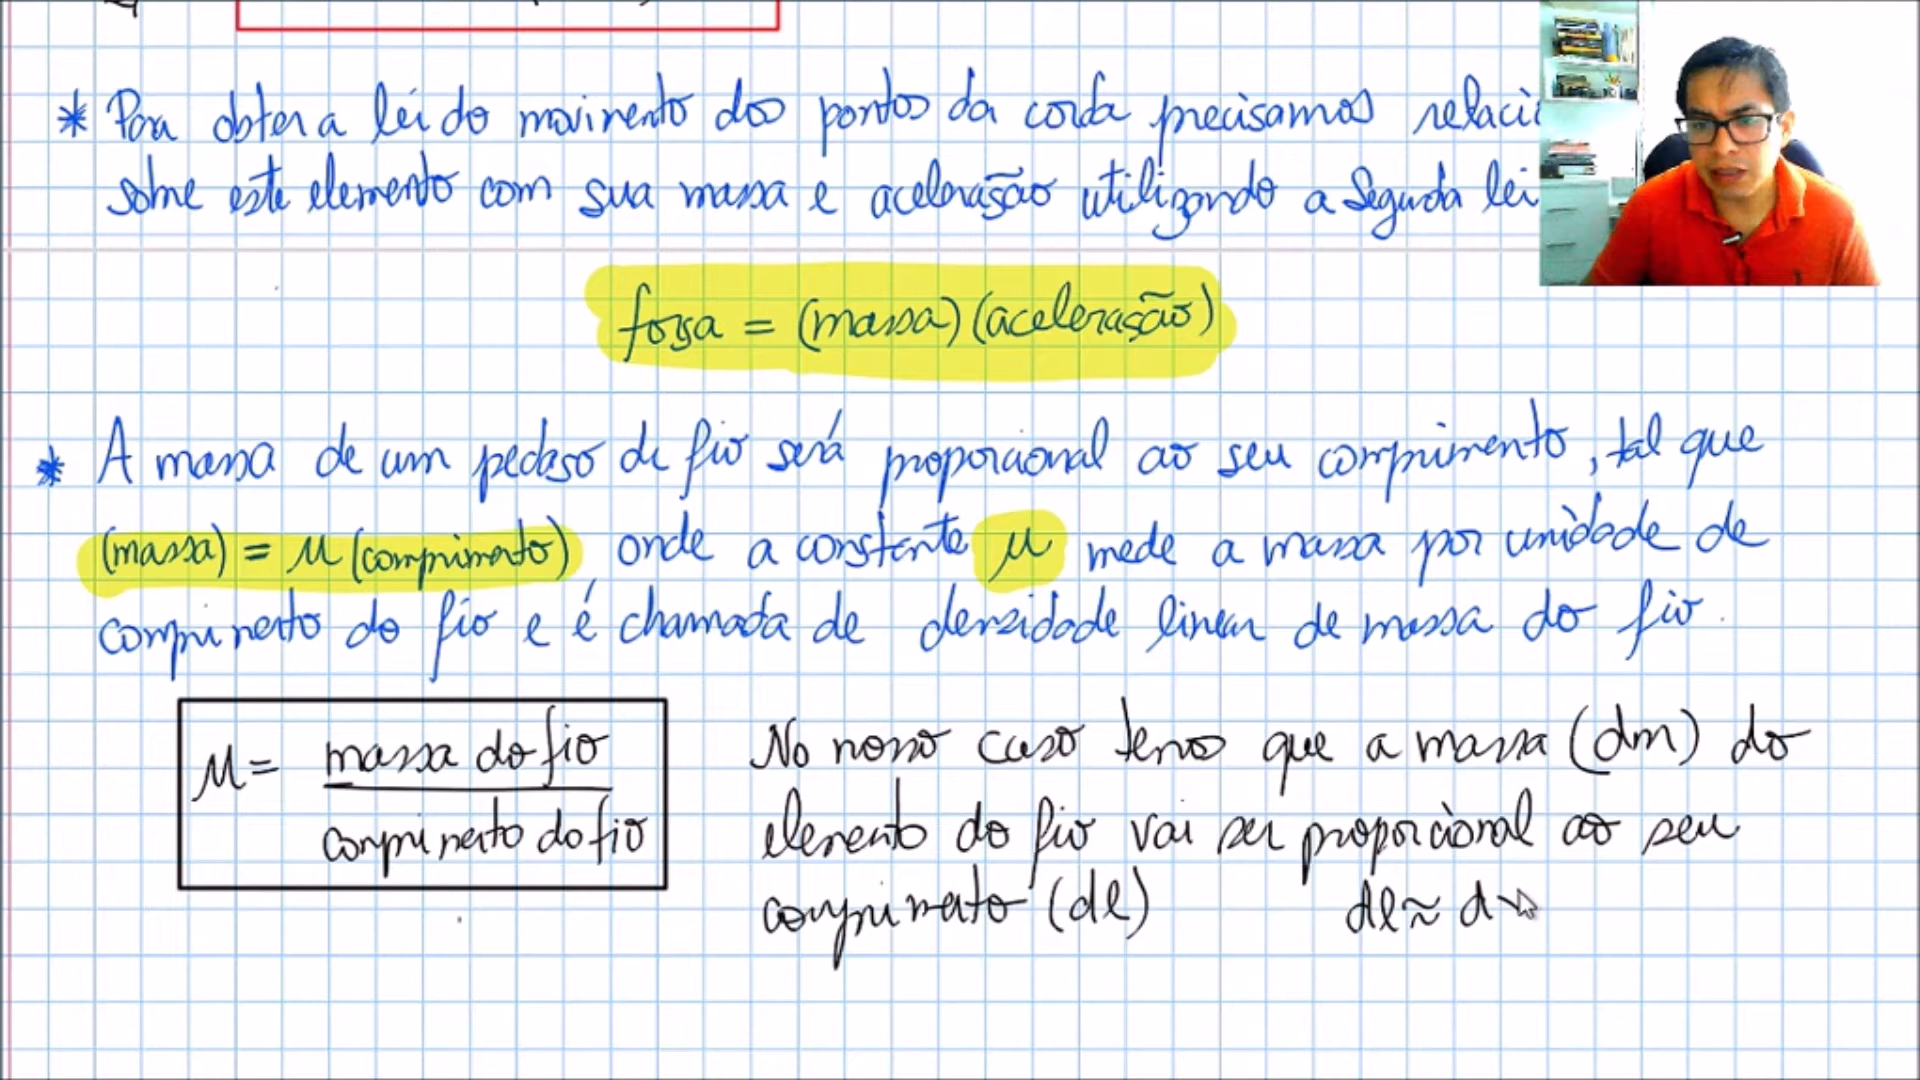 * Para obter a lei do movimento dos pontos da corda precisamos relaci
sobre este elemento com sua massa e aceleração utilizando a Segunda lei
força = (massa)(aceleração)
* A massa de um pedaço de fio será proporcional ao seu comprimento, tal que
(massa) = μ (comprimento) onde a constante μ mede a massa por unidade de
comprimento do fio e é chamada de densidade linear de massa do fio.
μ = massa do fio
comprimento do fio
No nosso caso temos que a massa (dm) do
elemento do fio vai ser proporcional ao seu
comprimento (dl) dl ≈ d